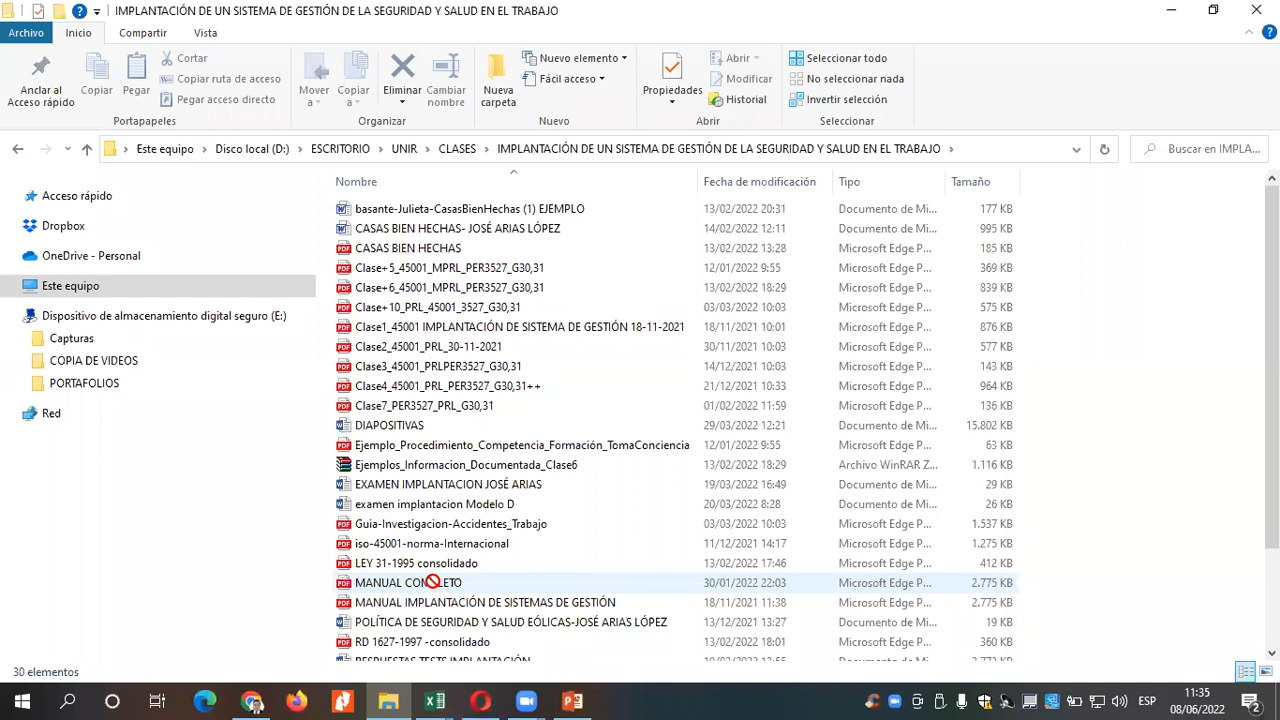 IMPLANTACIÓN DE UN SISTEMA DE GESTIÓN DE LA SEGURIDAD Y SALUD EN EL TRABAJO
Archivo Inicio Compartir Vista
Anclar al Acceso rápido
Copiar
Pegar
Cortar
Copiar ruta de acceso
Pegar acceso directo
Portapapeles
Mover a
Copiar a
Eliminar
Cambiar nombre
Organizar
Nueva carpeta
Nuevo elemento
Fácil acceso
Nuevo
Propiedades
Abrir
Modificar
Historial
Abrir
Seleccionar todo
No seleccionar nada
Invertir selección
Seleccionar
Este equipo > Disco local (D:) > ESCRITORIO > UNIR > CLASES > IMPLANTACIÓN DE UN SISTEMA DE GESTIÓN DE LA SEGURIDAD Y SALUD EN EL TRABAJO >
Buscar en IMPLA...
Acceso rápido
Dropbox
OneDrive - Personal
Este equipo
Dispositivo de almacenamiento digital seguro (E:)
Capturas
COPIA DE VIDEOS
PORTAFOLIOS
Red
Nombre Fecha de modificación Tipo Tamaño
basante-Julieta-CasasBienHechas (1) EJEMPLO 13/02/2022 20:31 Documento de Mi... 177 KB
CASAS BIEN HECHAS- JOSÉ ARIAS LÓPEZ 14/02/2022 12:11 Documento de Mi... 995 KB
CASAS BIEN HECHAS 13/02/2022 13:28 Microsoft Edge P... 185 KB
Clase+5_45001_MPRL_PER3527_G30,31 12/01/2022 9:55 Microsoft Edge P... 369 KB
Clase+6_45001_MPRL_PER3527_G30,31 13/02/2022 18:29 Microsoft Edge P... 839 KB
Clase+10_PRL_45001_3527_G30,31 03/03/2022 10:03 Microsoft Edge P... 575 KB
Clase1_45001 IMPLANTACIÓN DE SISTEMA DE GESTIÓN 18-11-2021 18/11/2021 10:01 Microsoft Edge P... 876 KB
Clase2_45001_PRL_30-11-2021 30/11/2021 10:03 Microsoft Edge P... 577 KB
Clase3_45001_PRLPER3527_G30,31 14/12/2021 10:03 Microsoft Edge P... 143 KB
Clase4_45001_PRL_PER3527_G30,31++ 21/12/2021 10:33 Microsoft Edge P... 964 KB
Clase7_PER3527_PRL_G30,31 01/02/2022 11:59 Microsoft Edge P... 136 KB
DIAPOSITIVAS 29/03/2022 12:21 Documento de Mi... 15.802 KB
Ejemplo_Procedimiento_Competencia_Formación_TomaConciencia 12/01/2022 9:55 Microsoft Edge P... 63 KB
Ejemplos_Informacion_Documentada_Clase6 13/02/2022 18:29 Archivo WinRAR Z... 1.116 KB
EXAMEN IMPLANTACION JOSÉ ARIAS 19/03/2022 16:49 Documento de Mi... 29 KB
examen implantacion Modelo D 20/03/2022 8:28 Documento de Mi... 26 KB
Guia-Investigacion-Accidentes_Trabajo 03/03/2022 10:03 Microsoft Edge P... 1.537 KB
iso-45001-norma-Internacional 11/12/2021 14:17 Microsoft Edge P... 1.275 KB
LEY 31-1995 consolidado 13/02/2022 17:46 Microsoft Edge P... 412 KB
MANUAL COMPLETO 30/01/2022 22:03 Microsoft Edge P... 2.775 KB
MANUAL IMPLANTACIÓN DE SISTEMAS DE GESTIÓN 18/11/2021 11:38 Microsoft Edge P... 2.775 KB
POLÍTICA DE SEGURIDAD Y SALUD EÓLICAS-JOSÉ ARIAS LÓPEZ 13/12/2021 13:27 Documento de Mi... 19 KB
RD 1627-1997 -consolidado 13/02/2022 18:01 Microsoft Edge P... 360 KB
RESPUESTAS TESTS IMPLANTACIÓN
30 elementos
ESP
11:35
08/06/2022
2